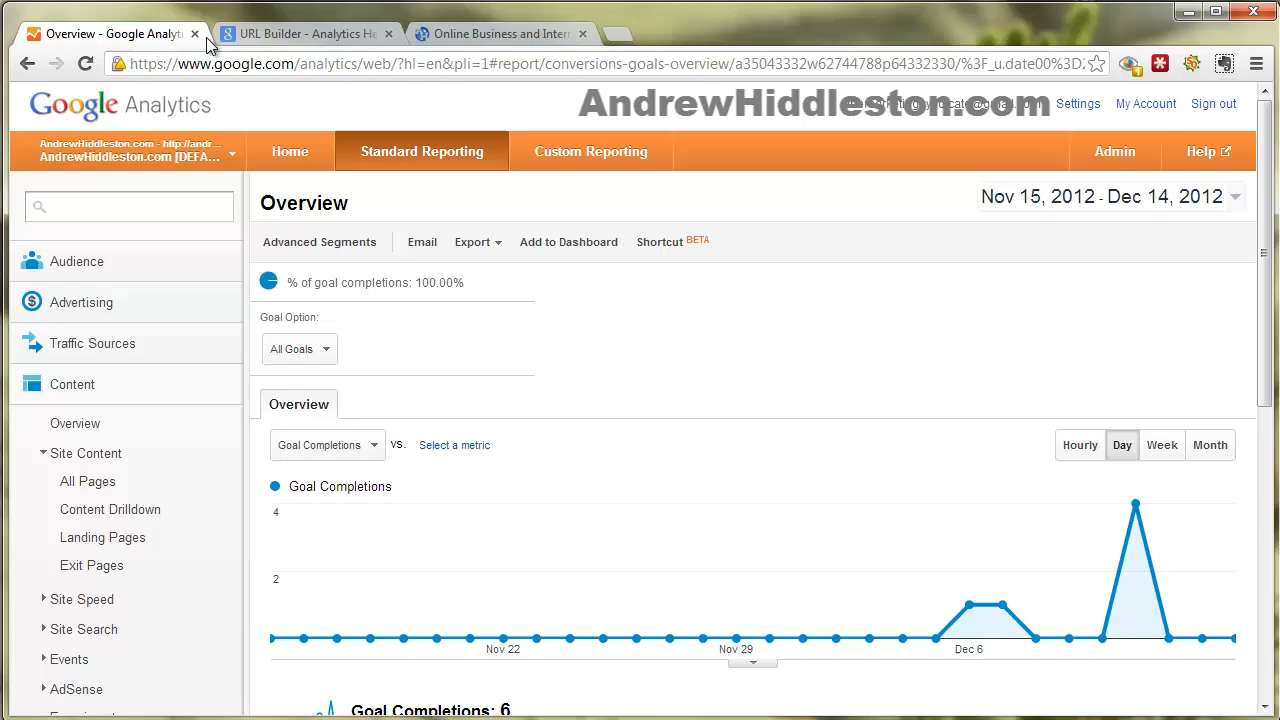 Overview - Google Analyti
URL Builder - Analytics He
Online Business and Inter
https://www.google.com/analytics/web/?hl=en&pli=1#report/conversions-goals-overview/a35043332w62744788p64332330/%3F_u.date00%3D2
Google Analytics
AndrewHiddleston.com
Settings
My Account
Sign out
AndrewHiddleston.com - http://andr...
AndrewHiddleston.com [DEFA...
Home
Standard Reporting
Custom Reporting
Admin
Help
Overview
Nov 15, 2012 - Dec 14, 2012
Advanced Segments
Email
Export
Add to Dashboard
Shortcut BETA
Audience
Advertising
Traffic Sources
Content
Overview
Site Content
All Pages
Content Drilldown
Landing Pages
Exit Pages
Site Speed
Site Search
Events
AdSense
% of goal completions: 100.00%
Goal Option:
All Goals
Overview
Goal Completions
vs.
Select a metric
Hourly
Day
Week
Month
Goal Completions
4
2
Nov 22
Nov 29
Dec 6
Goal Completions: 6